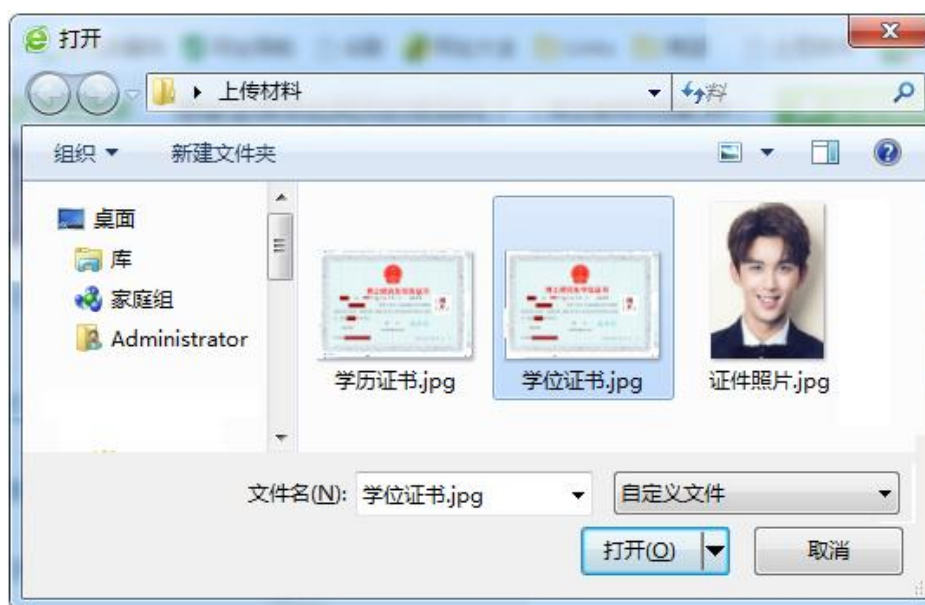 打开
上传材料
料
组织
新建文件夹
桌面
库
家庭组
Administrator
学历证书.jpg
学位证书.jpg
证件照片.jpg
文件名(N): 学位证书.jpg
自定义文件
打开(O)
取消